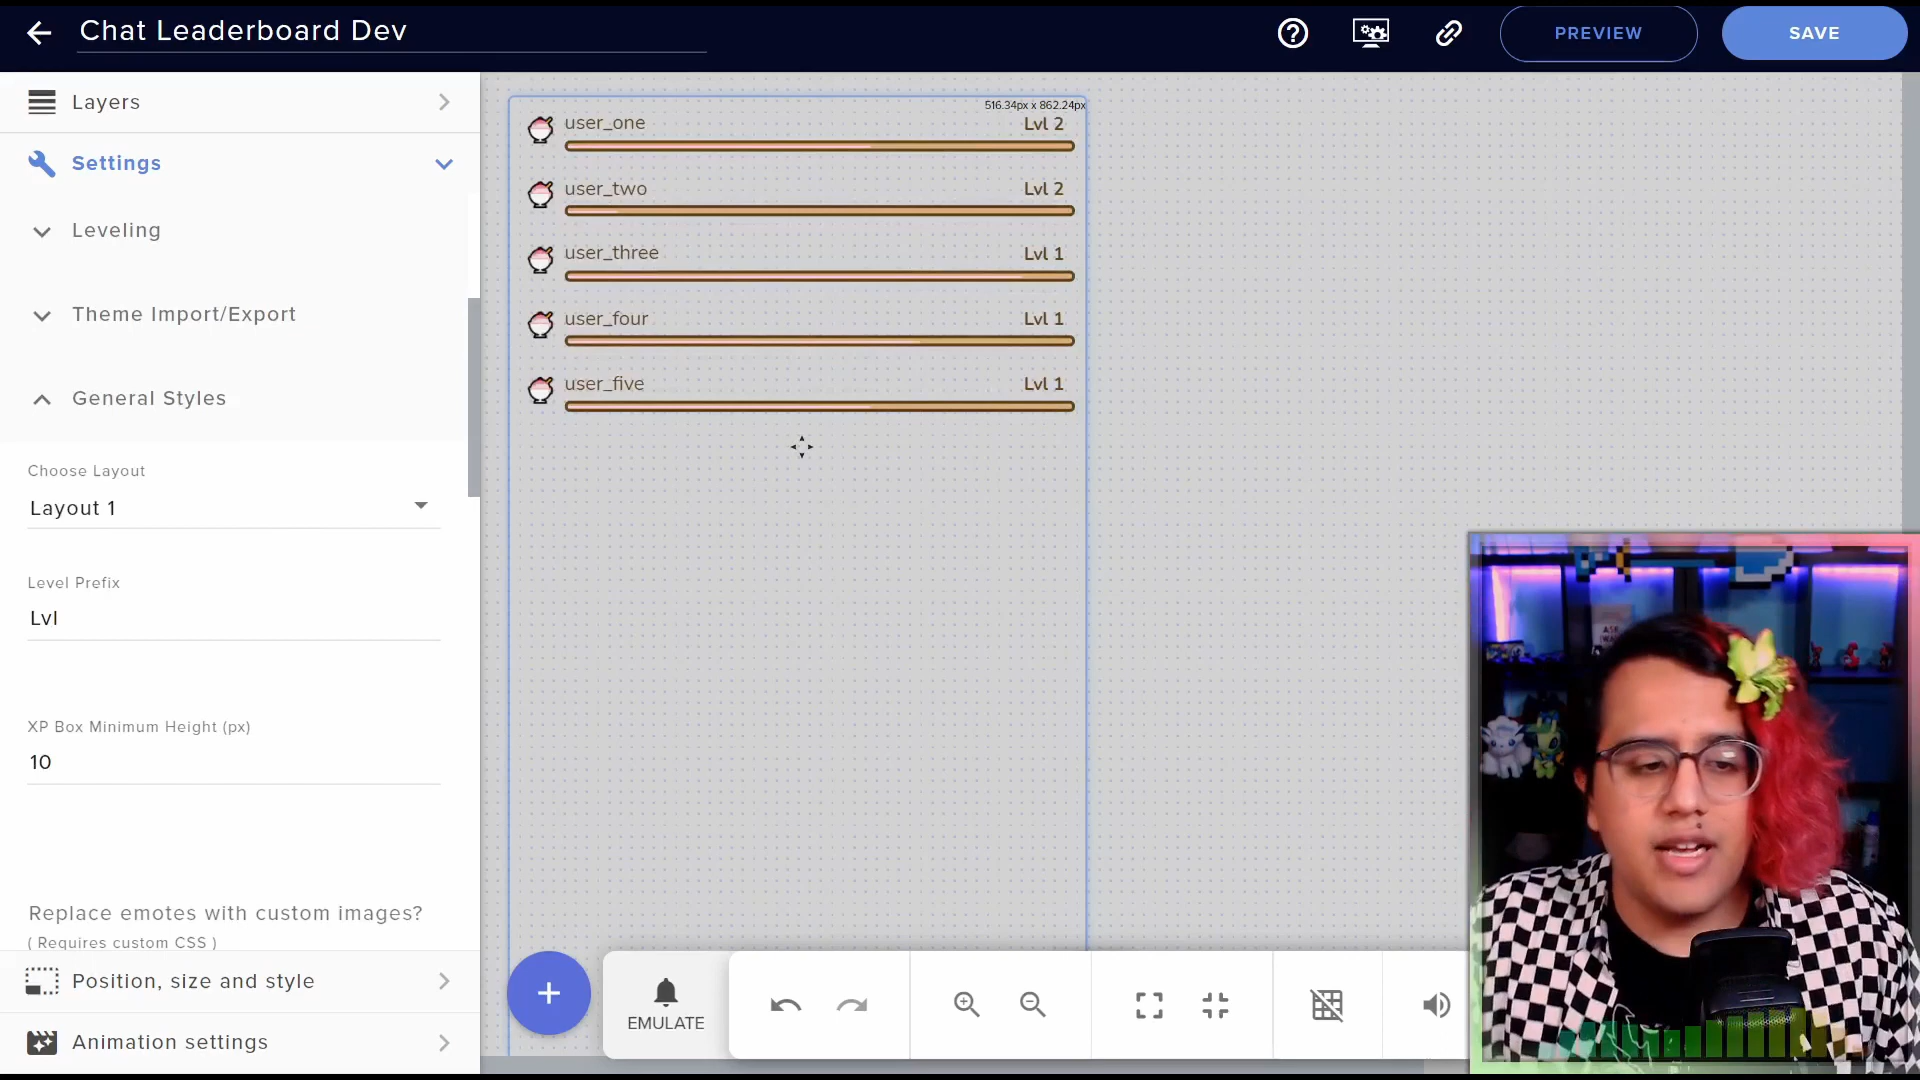 Chat Leaderboard Dev
PREVIEW
SAVE
Layers
Settings
Leveling
Theme Import/Export
General Styles
Choose Layout
Layout 1
Level Prefix
Lvl
XP Box Minimum Height (px)
10
Replace emotes with custom images?
( Requires custom CSS )
Position, size and style
Animation settings
516.34px x 862.24px
user_one Lvl 2
user_two Lvl 2
user_three Lvl 1
user_four Lvl 1
user_five Lvl 1
EMULATE